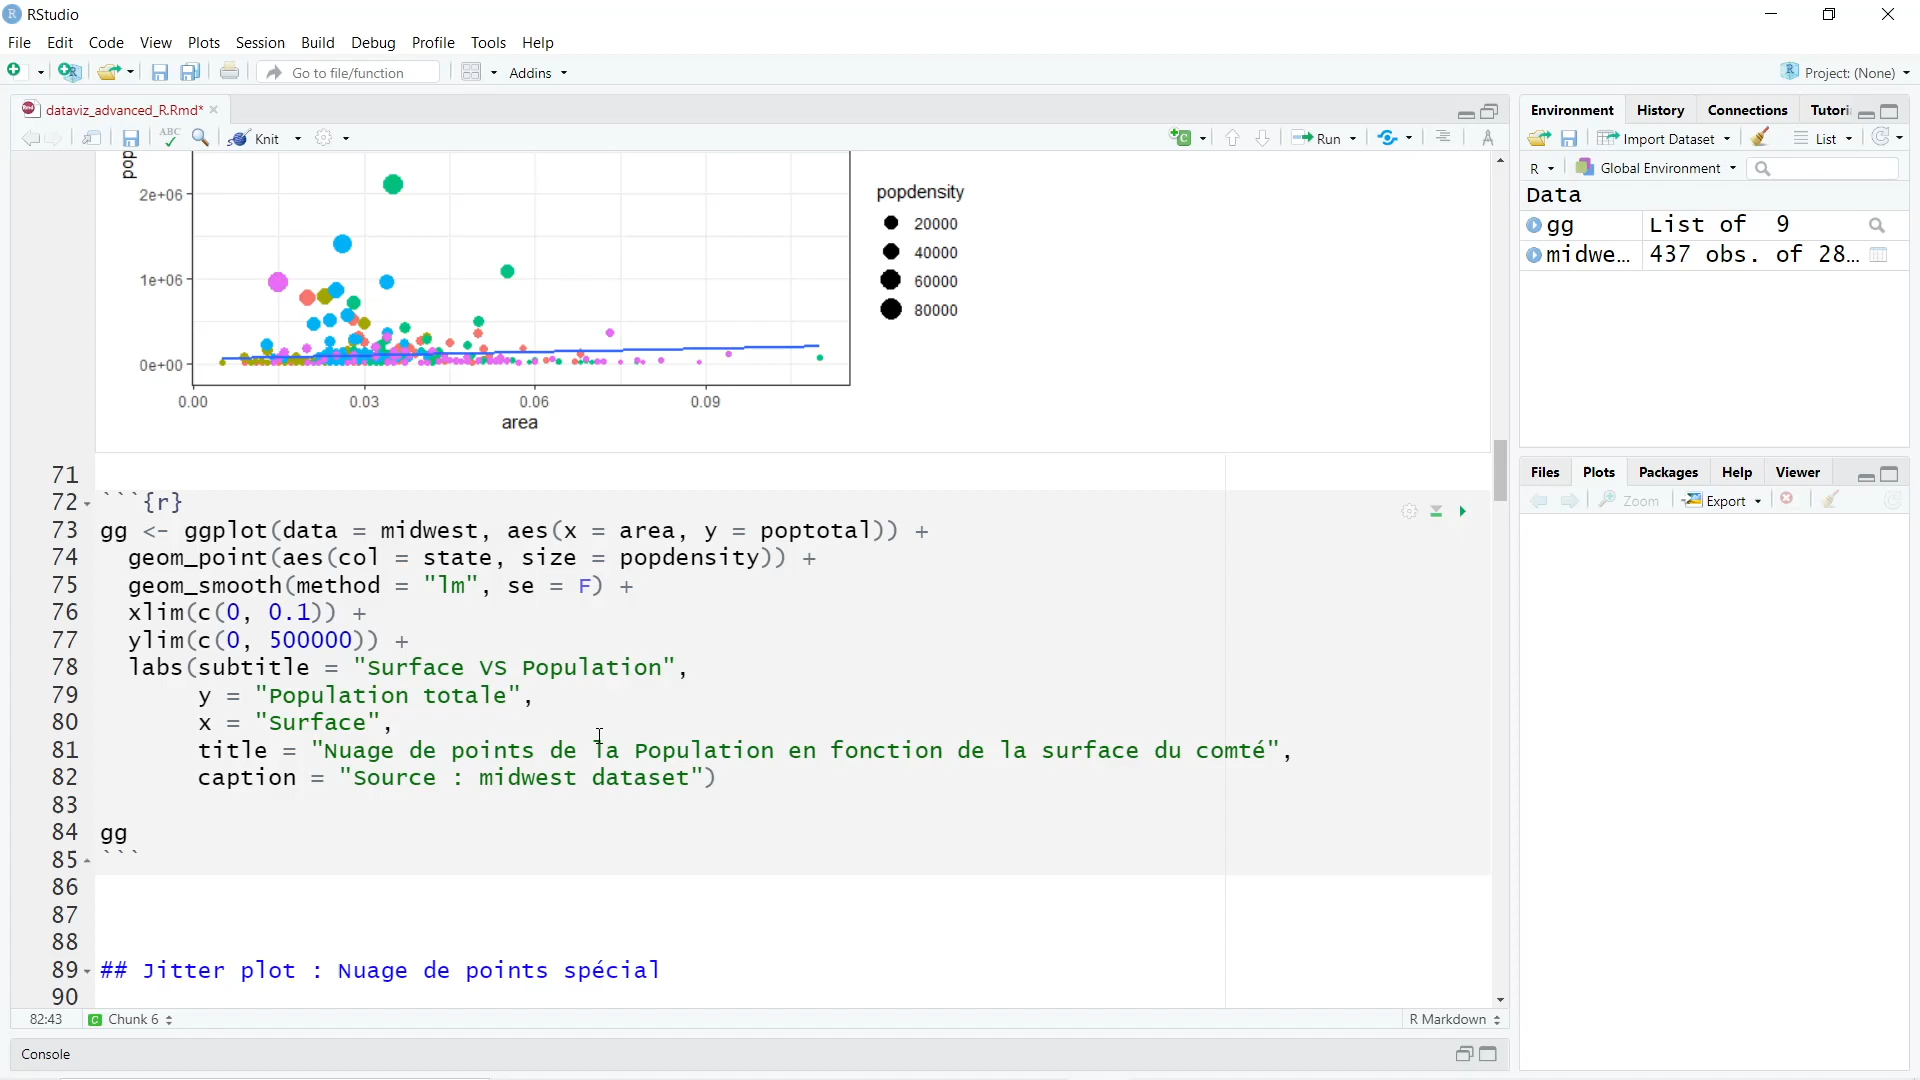 RStudio
File Edit Code View Plots Session Build Debug Profile Tools Help
Go to file/function Addins Project: (None)
dataviz_advanced_R.Rmd*
ABC Knit Run
pop
2e+06
1e+06
0e+00
0.00 0.03 0.06 0.09
area
popdensity
20000
40000
60000
80000
71
72 ```{r}
73 gg <- ggplot(data = midwest, aes(x = area, y = poptotal)) +
74 geom_point(aes(col = state, size = popdensity)) +
75 geom_smooth(method = "lm", se = F) +
76 xlim(c(0, 0.1)) +
77 ylim(c(0, 500000)) +
78 labs(subtitle = "Surface VS Population",
79 y = "Population totale",
80 x = "Surface",
81 title = "Nuage de points de la Population en fonction de la surface du comté",
82 caption = "Source : midwest dataset")
83
84 gg
85 ```
86
87
88
89 ## Jitter plot : Nuage de points spécial
90
82:43 Chunk 6 R Markdown
Console
Environment History Connections Tutori
Import Dataset List
R Global Environment
Data
gg List of 9
midwe… 437 obs. of 28…
Files Plots Packages Help Viewer
Zoom Export